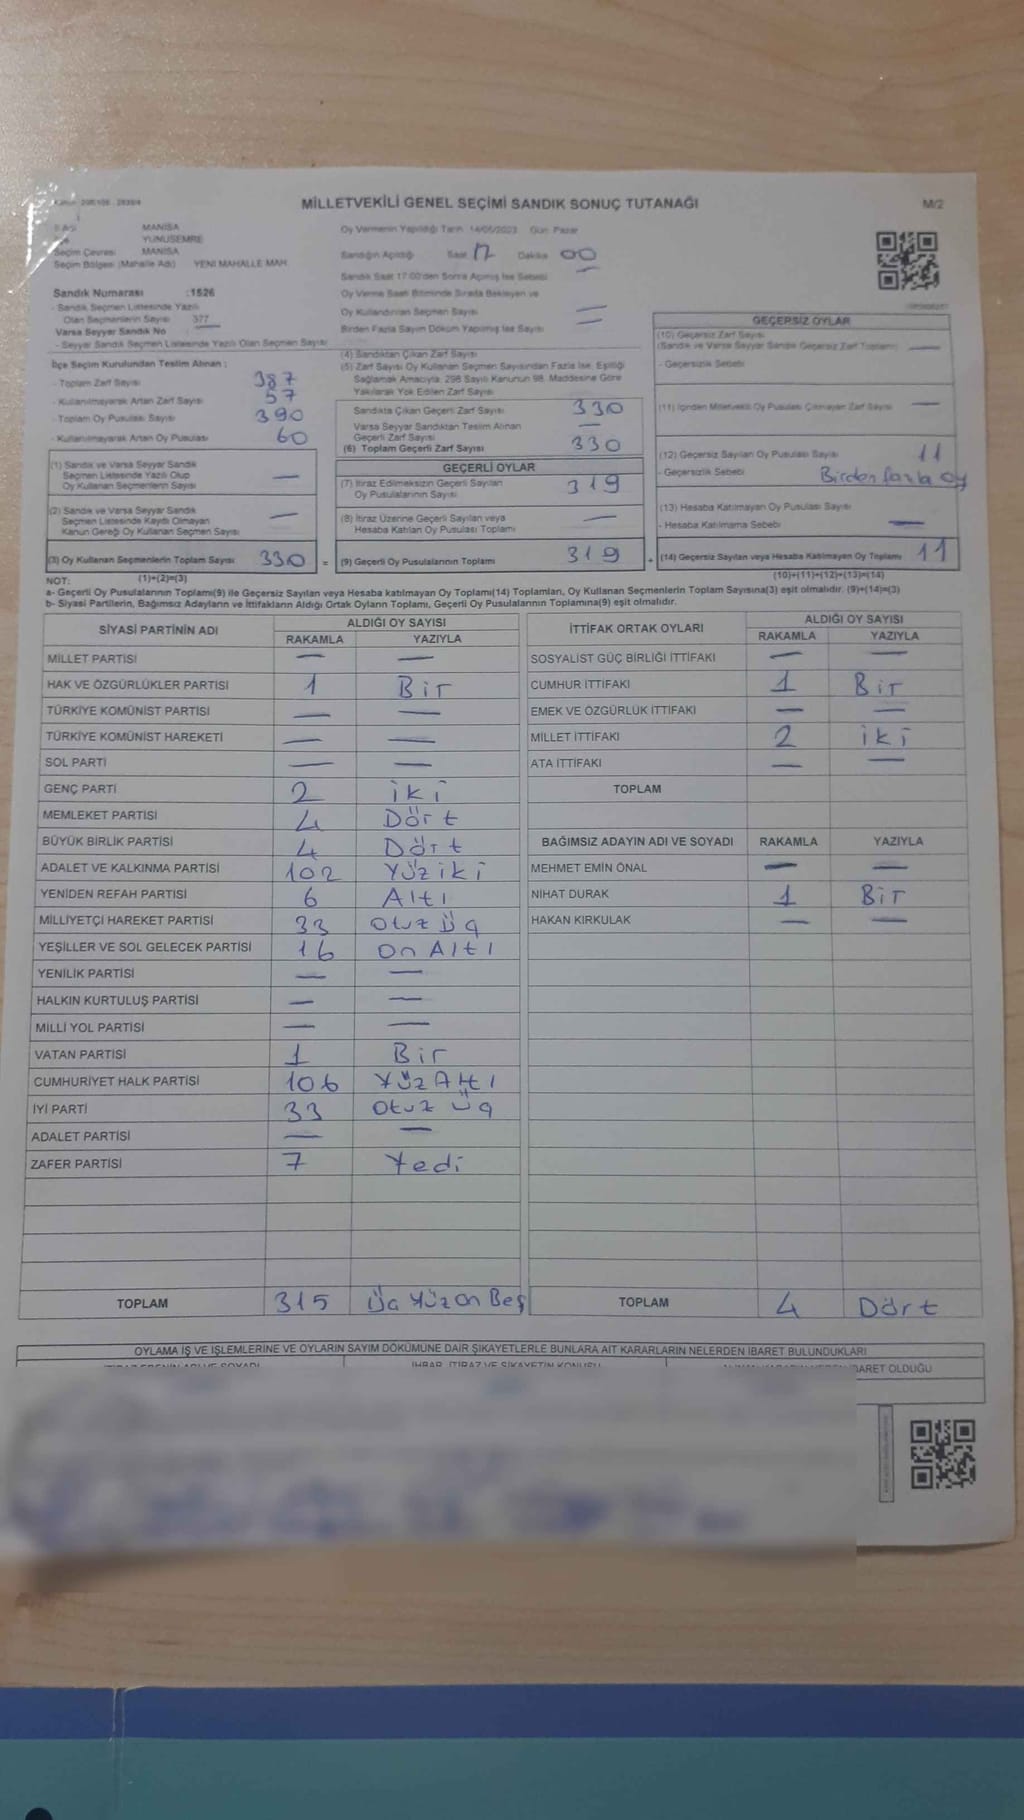 MİLLETVEKİLİ GENEL SEÇİMİ SANDIK SONUÇ TUTANAĞI
M/2
MANİSA
YUNUSEMRE
Seçim Çevresi MANİSA
Seçim Bölgesi (Mahalle Adı) YENİ MAHALLE MAH.
Sandık Numarası :1526
- Sandık Seçmen Listesinde Yazılı
Olan Seçmenlerin Sayısı 377
Varsa Seyyar Sandık No
- Seyyar Sandık Seçmen Listesinde Yazılı Olan Seçmen Sayısı
Oy Vermenin Yapıldığı Tarih 14/05/2023 Gün Pazar
Sandığın Açıldığı Saat 17 Dakika 00
Sandık Saat 17:00'den Sonra Açılmış İse Sebebi
Oy Verme Saati Bitiminde Sırada Bekleyen ve
Oy Kullandırılan Seçmen Sayısı
Birden Fazla Sayım Döküm Yapılmış İse Sayısı
İlçe Seçim Kurulundan Teslim Alınan :
- Toplam Zarf Sayısı 387
- Kullanılmayarak Artan Zarf Sayısı 57
- Toplam Oy Pusulası Sayısı 390
- Kullanılmayarak Artan Oy Pusulası 60
(1) Sandık ve Varsa Seyyar Sandık
Seçmen Listesinde Yazılı Olup
Oy Kullanan Seçmenlerin Sayısı —
(2) Sandık ve Varsa Seyyar Sandık
Seçmen Listesinde Kaydı Olmayan
Kanun Gereği Oy Kullanan Seçmen Sayısı —
(3) Oy Kullanan Seçmenlerin Toplam Sayısı 330 =
(1)+(2)=(3)
(4) Sandıktan Çıkan Zarf Sayısı
(5) Zarf Sayısı Oy Kullanan Seçmen Sayısından Fazla İse, Eşitliği
Sağlamak Amacıyla, 298 Sayılı Kanunun 98. Maddesine Göre
Yakılarak Yok Edilen Zarf Sayısı
Sandıkta Çıkan Geçerli Zarf Sayısı 330
Varsa Seyyar Sandıktan Teslim Alınan
Geçerli Zarf Sayısı —
(6) Toplam Geçerli Zarf Sayısı 330
GEÇERLİ OYLAR
(7) İtiraz Edilmeksizin Geçerli Sayılan
Oy Pusulalarının Sayısı 319
(8) İtiraz Üzerine Geçerli Sayılan veya
Hesaba Katılan Oy Pusulası Toplamı —
(9) Geçerli Oy Pusulalarının Toplamı 319 +
GEÇERSİZ OYLAR
(10) Geçersiz Zarf Sayısı
(Sandık ve Varsa Seyyar Sandık Geçersiz Zarf Toplamı) —
- Geçersizlik Sebebi
(11) İçinden Milletvekili Oy Pusulası Çıkmayan Zarf Sayısı —
(12) Geçersiz Sayılan Oy Pusulası Sayısı 11
- Geçersizlik Sebebi Birden fazla oy
(13) Hesaba Katılmayan Oy Pusulası Sayısı
- Hesaba Katılmama Sebebi —
(14) Geçersiz Sayılan veya Hesaba Katılmayan Oy Toplamı 11
(10)+(11)+(12)+(13)=(14)
NOT:
a- Geçerli Oy Pusulalarının Toplamı(9) ile Geçersiz Sayılan veya Hesaba katılmayan Oy Toplamı(14) Toplamları, Oy Kullanan Seçmenlerin Toplam Sayısına(3) eşit olmalıdır. (9)+(14)=(3)
b- Siyasi Partilerin, Bağımsız Adayların ve İttifakların Aldığı Ortak Oyların Toplamı, Geçerli Oy Pusulalarının Toplamına(9) eşit olmalıdır.
SİYASİ PARTİNİN ADI ALDIĞI OY SAYISI
RAKAMLA YAZIYLA
MİLLET PARTİSİ — —
HAK VE ÖZGÜRLÜKLER PARTİSİ 1 Bir
TÜRKİYE KOMÜNİST PARTİSİ — —
TÜRKİYE KOMÜNİST HAREKETİ — —
SOL PARTİ — —
GENÇ PARTİ 2 iki
MEMLEKET PARTİSİ 4 Dört
BÜYÜK BİRLİK PARTİSİ 4 Dört
ADALET VE KALKINMA PARTİSİ 102 Yüz iki
YENİDEN REFAH PARTİSİ 6 Altı
MİLLİYETÇİ HAREKET PARTİSİ 33 Otuz üç
YEŞİLLER VE SOL GELECEK PARTİSİ 16 On Altı
YENİLİK PARTİSİ — —
HALKIN KURTULUŞ PARTİSİ — —
MİLLİ YOL PARTİSİ — —
VATAN PARTİSİ 1 Bir
CUMHURİYET HALK PARTİSİ 106 Yüz Altı
İYİ PARTİ 33 Otuz üç
ADALET PARTİSİ — —
ZAFER PARTİSİ 7 Yedi
TOPLAM 315 Üç Yüz On Beş
İTTİFAK ORTAK OYLARI ALDIĞI OY SAYISI
RAKAMLA YAZIYLA
SOSYALİST GÜÇ BİRLİĞİ İTTİFAKI — —
CUMHUR İTTİFAKI 1 Bir
EMEK VE ÖZGÜRLÜK İTTİFAKI — —
MİLLET İTTİFAKI 2 iki
ATA İTTİFAKI — —
TOPLAM
BAĞIMSIZ ADAYIN ADI VE SOYADI RAKAMLA YAZIYLA
MEHMET EMİN ÖNAL — —
NİHAT DURAK 1 Bir
HAKAN KIRKULAK — —
TOPLAM 4 Dört
OYLAMA İŞ VE İŞLEMLERİNE VE OYLARIN SAYIM DÖKÜMÜNE DAİR ŞİKAYETLERLE BUNLARA AİT KARARLARIN NELERDEN İBARET BULUNDUKLARI
İHBAR, İTİRAZ VE ŞİKAYETİN KONUSU
İBARET OLDUĞU